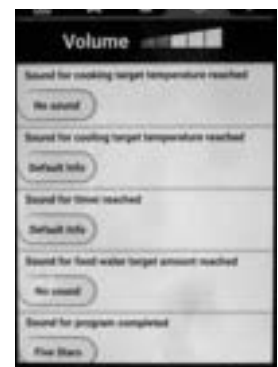 Volume
Sound for cooking target temperature reached
No sound
Sound for cooling target temperature reached
Default Info
Sound for timer reached
Default Info
Sound for feed water target amount reached
No sound
Sound for program completed
Five Stars